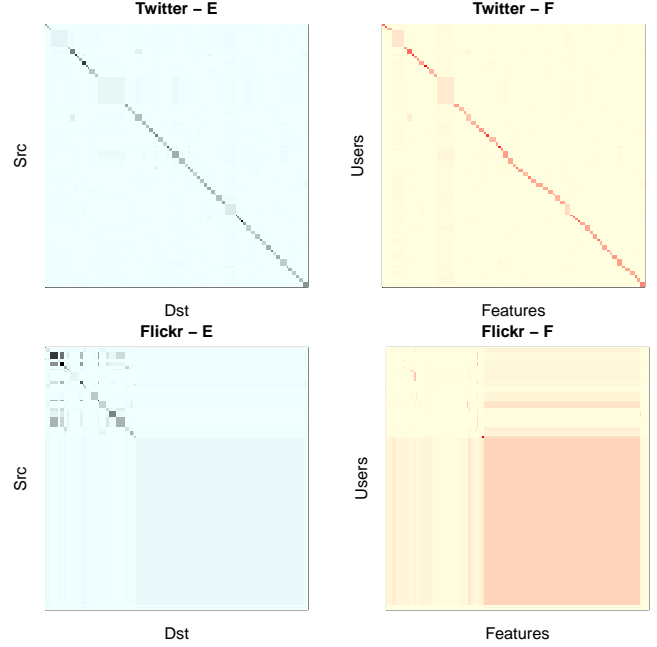 Twitter − E
Twitter − F
Src
Users
Dst
Features
Flickr − E
Flickr − F
Src
Users
Dst
Features